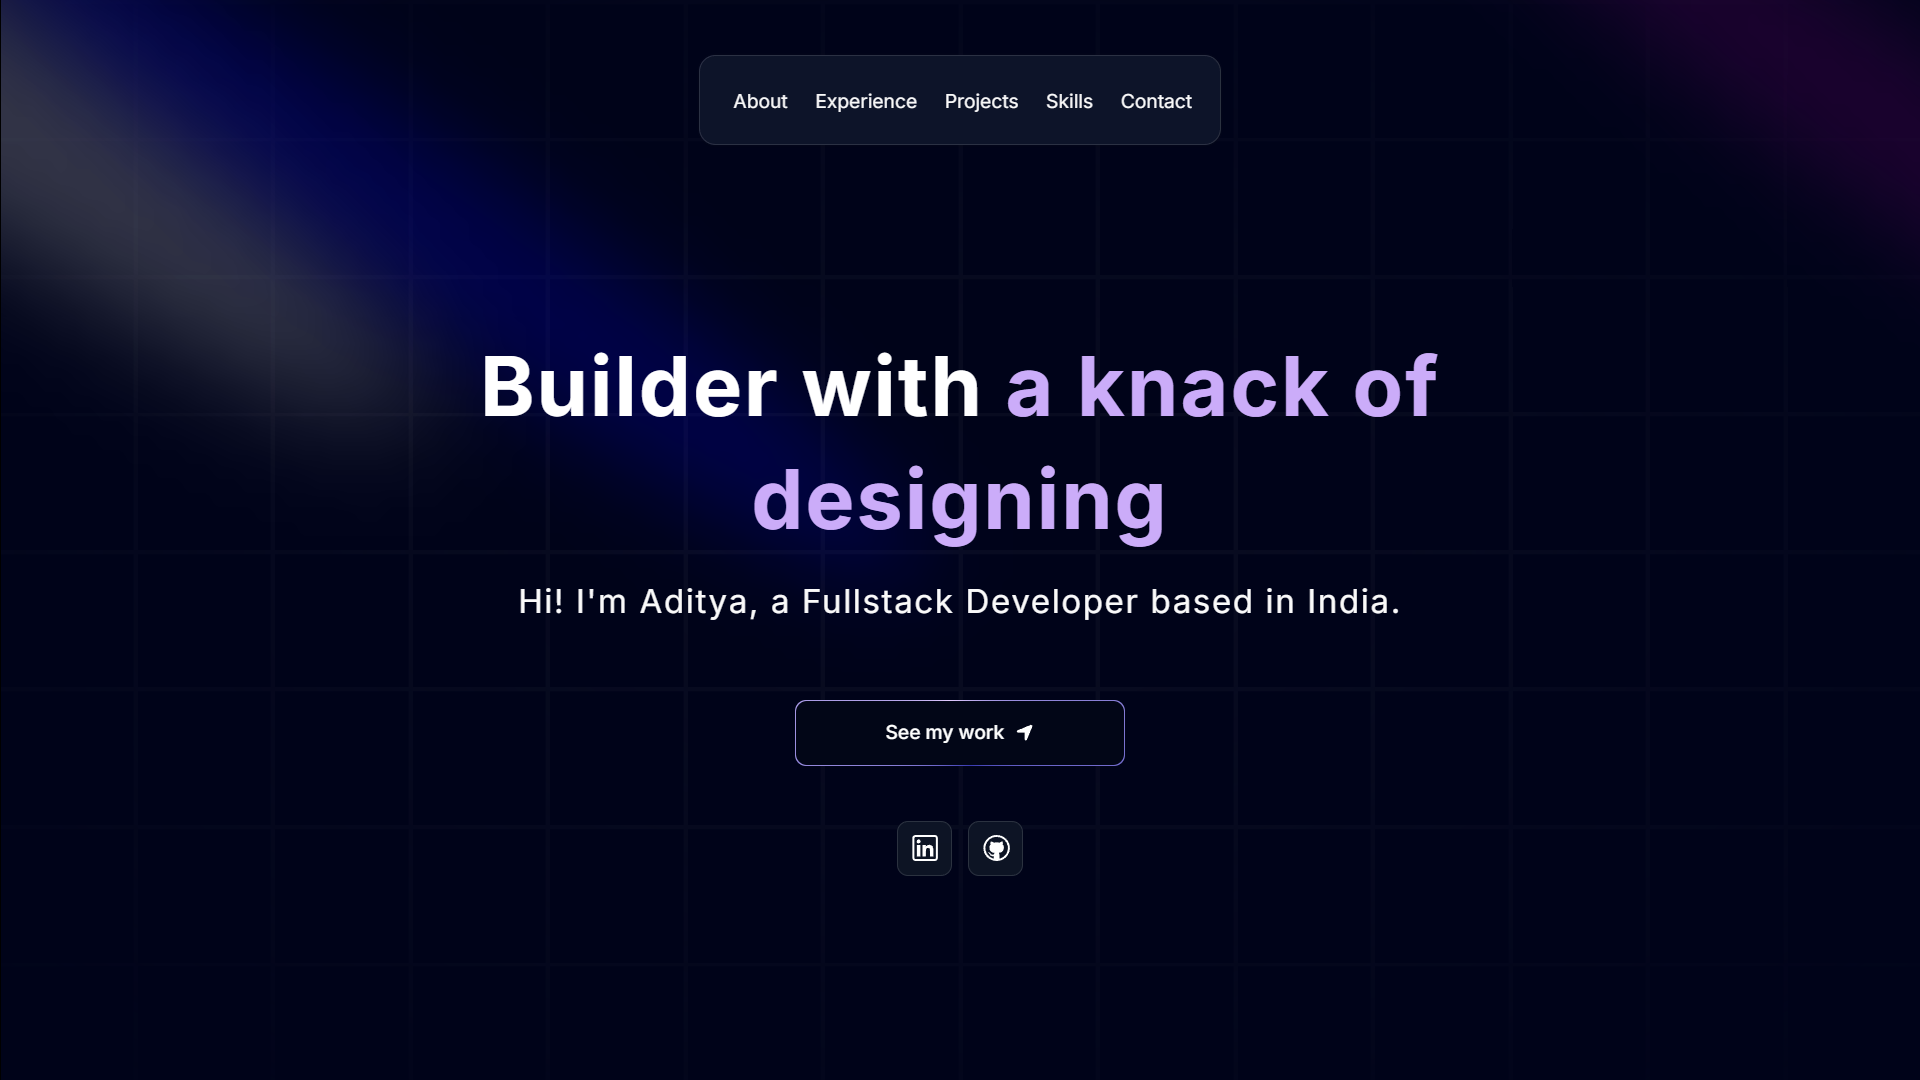 About Experience Projects Skills Contact
Builder with a knack of
designing
Hi! I'm Aditya, a Fullstack Developer based in India.
See my work
in